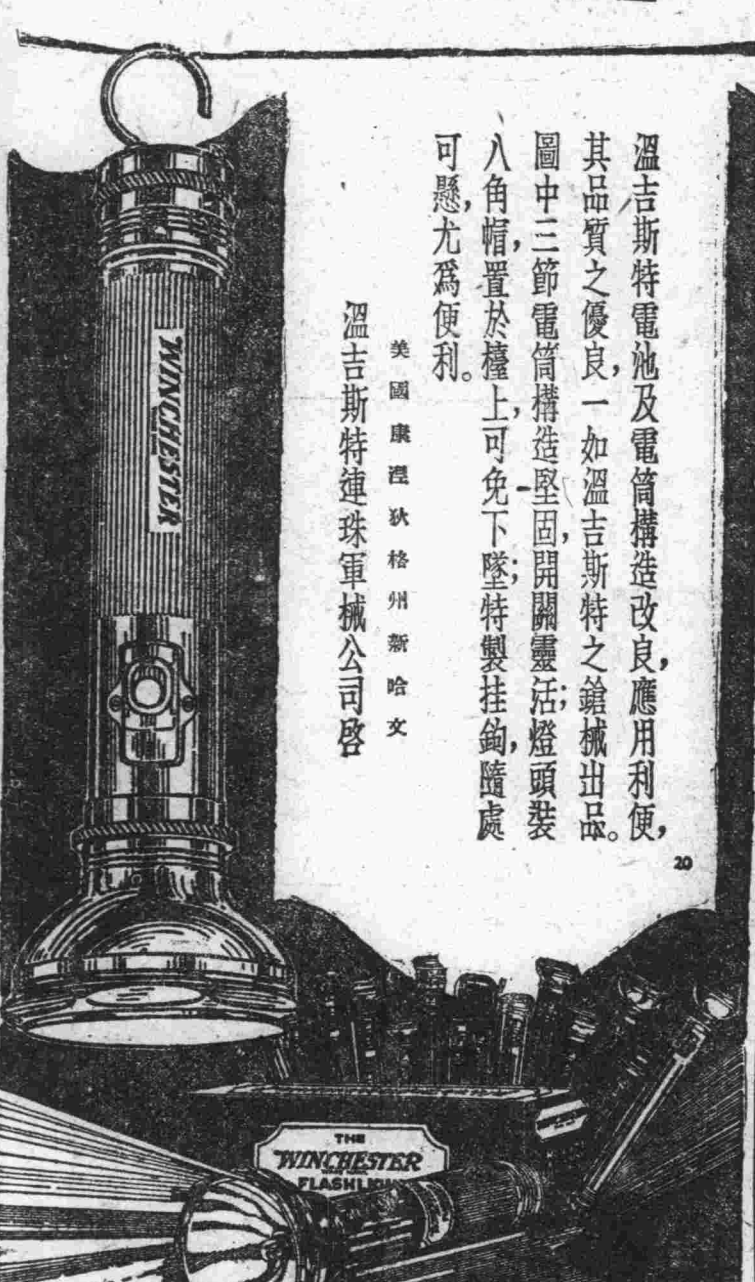 溫吉斯特電池及電筒構造改良,應用利便,
其品質之優良,一如溫吉斯特之鎗械出品。
圖中三節電筒構造堅固,開關靈活;燈頭裝
八角帽,置於檯上,可免下墜;特製挂鉤,隨處
可懸,尤爲便利。
美國康涅狄格州新哈文
溫吉斯特連珠軍械公司啓
20
WINCHESTER
THE
WINCHESTER